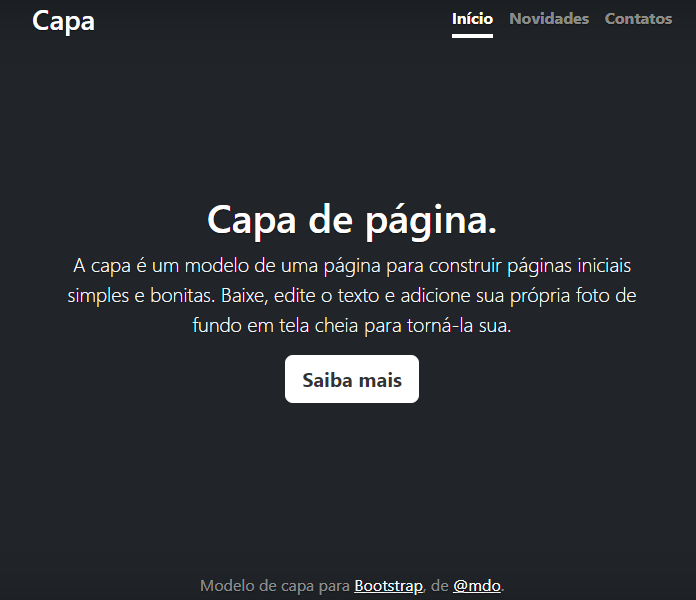 Capa
Início Novidades Contatos
Capa de página.
A capa é um modelo de uma página para construir páginas iniciais
simples e bonitas. Baixe, edite o texto e adicione sua própria foto de
fundo em tela cheia para torná-la sua.
Saiba mais
Modelo de capa para Bootstrap, de @mdo.